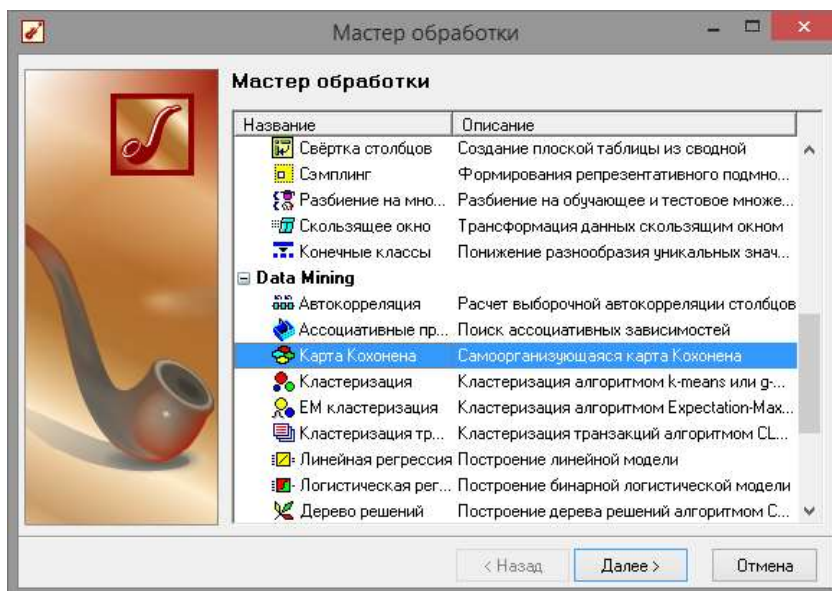 Мастер обработки
Мастер обработки
Название Описание
Свёртка столбцов Создание плоской таблицы из сводной
Сэмплинг Формирования репрезентативного подмно...
Разбиение на мно... Разбиение на обучающее и тестовое множе...
Скользящее окно Трансформация данных скользящим окном
Конечные классы Понижение разнообразия уникальных знач...
Data Mining
Автокорреляция Расчет выборочной автокорреляции столбцов
Ассоциативные пр... Поиск ассоциативных зависимостей
Карта Кохонена Самоорганизующаяся карта Кохонена
Кластеризация Кластеризация алгоритмом k-means или g-...
EM кластеризация Кластеризация алгоритмом Expectation-Max...
Кластеризация тр... Кластеризация транзакций алгоритмом CL...
Линейная регрессия Построение линейной модели
Логистическая рег... Построение бинарной логистической модели
Дерево решений Построение дерева решений алгоритмом C...
< Назад Далее > Отмена